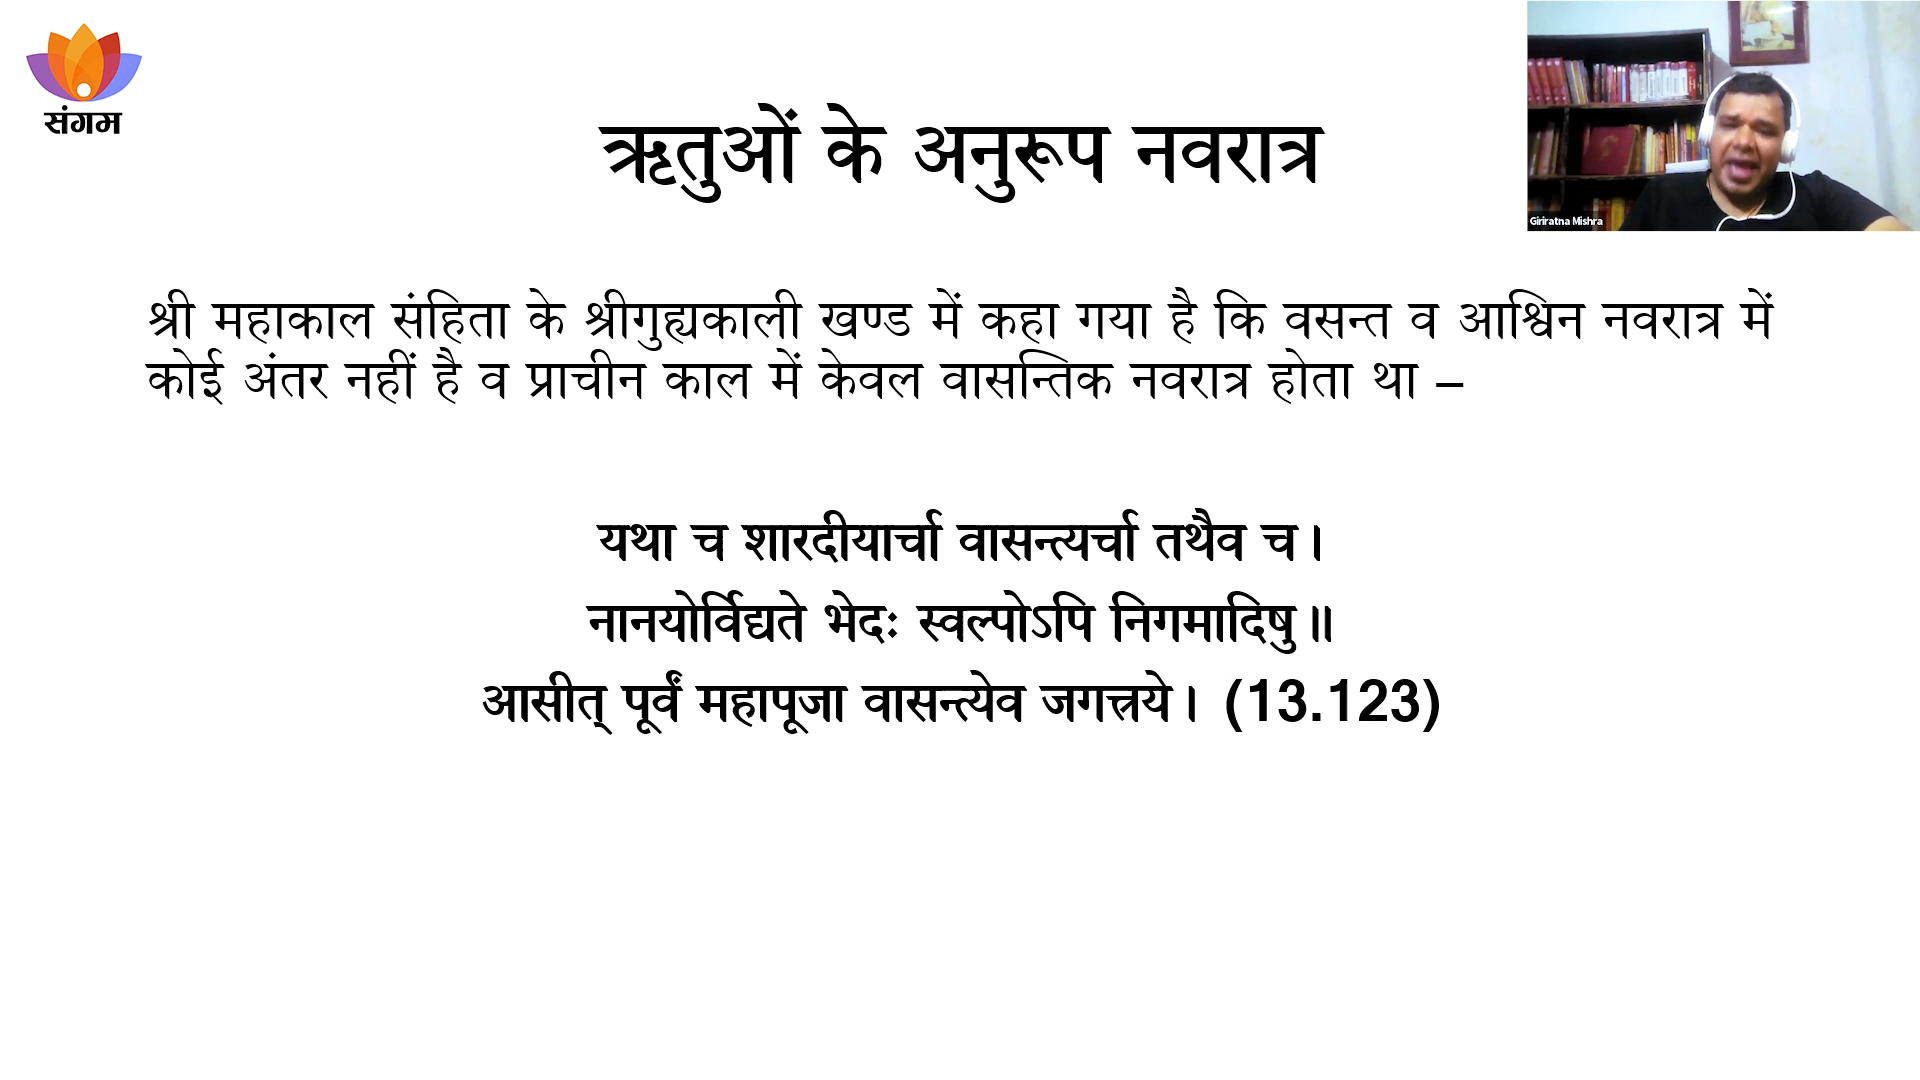 संगम
ऋतुओं के अनुरूप नवरात्र
Giriratna Mishra
श्री महाकाल संहिता के श्रीगुह्यकाली खण्ड में कहा गया है कि वसन्त व आश्विन नवरात्र में
कोई अंतर नहीं है व प्राचीन काल में केवल वासन्तिक नवरात्र होता था –
यथा च शारदीयार्चा वासन्त्यर्चा तथैव च।
नानयोर्विद्यते भेदः स्वल्पोऽपि निगमादिषु॥
आसीत् पूर्वं महापूजा वासन्त्येव जगत्त्रये। (13.123)